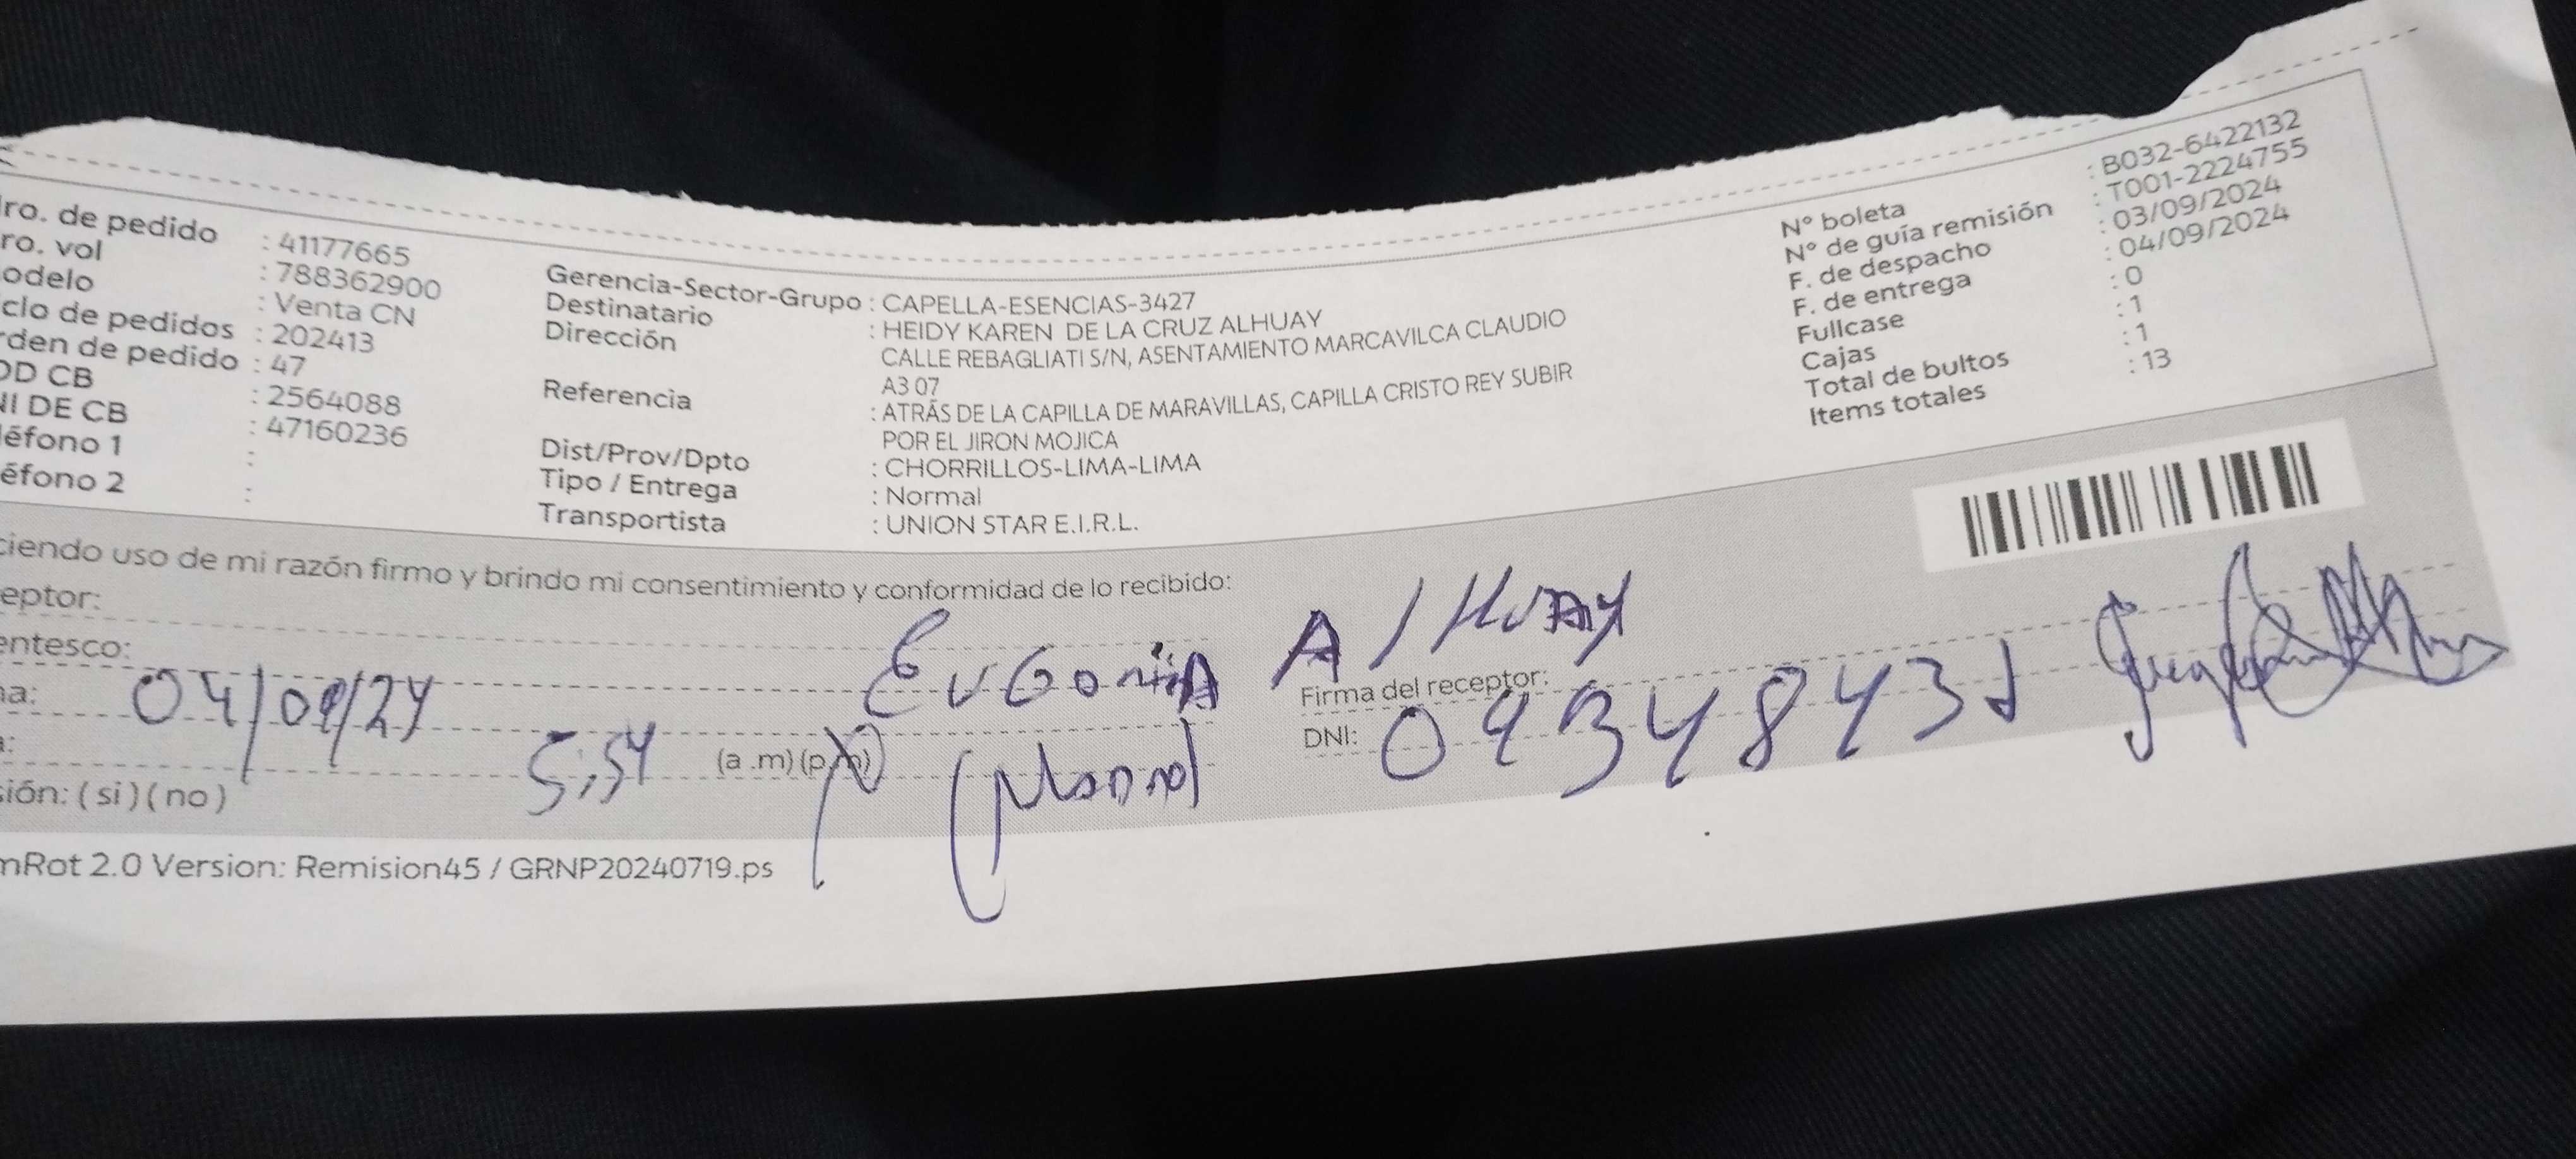 ro. de pedido : 41177665
ro. vol : 788362900
odelo : Venta CN
clo de pedidos : 202413
rden de pedido : 47
OD CB : 2564088
NI DE CB : 47160236
léfono 1 :
éfono 2 :
Gerencia-Sector-Grupo : CAPELLA-ESENCIAS-3427
Destinatario : HEIDY KAREN DE LA CRUZ ALHUAY
Dirección CALLE REBAGLIATI S/N, ASENTAMIENTO MARCAVILCA CLAUDIO
A3 07
Referencia : ATRÁS DE LA CAPILLA DE MARAVILLAS, CAPILLA CRISTO REY SUBIR
POR EL JIRON MOJICA
Dist/Prov/Dpto : CHORRILLOS-LIMA-LIMA
Tipo / Entrega : Normal
Transportista : UNION STAR E.I.R.L.
N° boleta : B032-6422132
N° de guía remisión : T001-2224755
F. de despacho : 03/09/2024
F. de entrega : 04/09/2024
Fullcase : 0
Cajas : 1
Total de bultos : 1
Items totales : 13
ciendo uso de mi razón firmo y brindo mi consentimiento y conformidad de lo recibido:
eptor:
EuGeniA AlHuAy
entesco:
ha: 04/09/24
a: 5:54 (a .m) (p.m)
Firma del receptor:
DNI:
sión: ( si ) ( no )
mRot 2.0 Version: Remision45 / GRNP20240719.ps